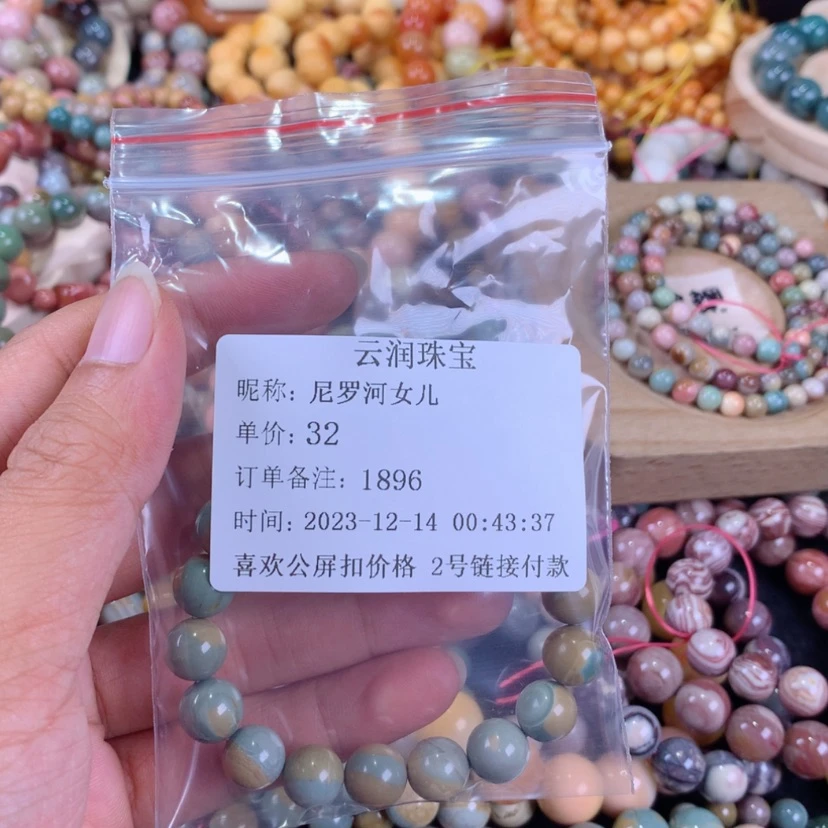 云润珠宝
昵称: 尼罗河女儿
单价: 32
订单备注: 1896
时间: 2023-12-14 00:43:37
喜欢公屏扣价格 2号链接付款